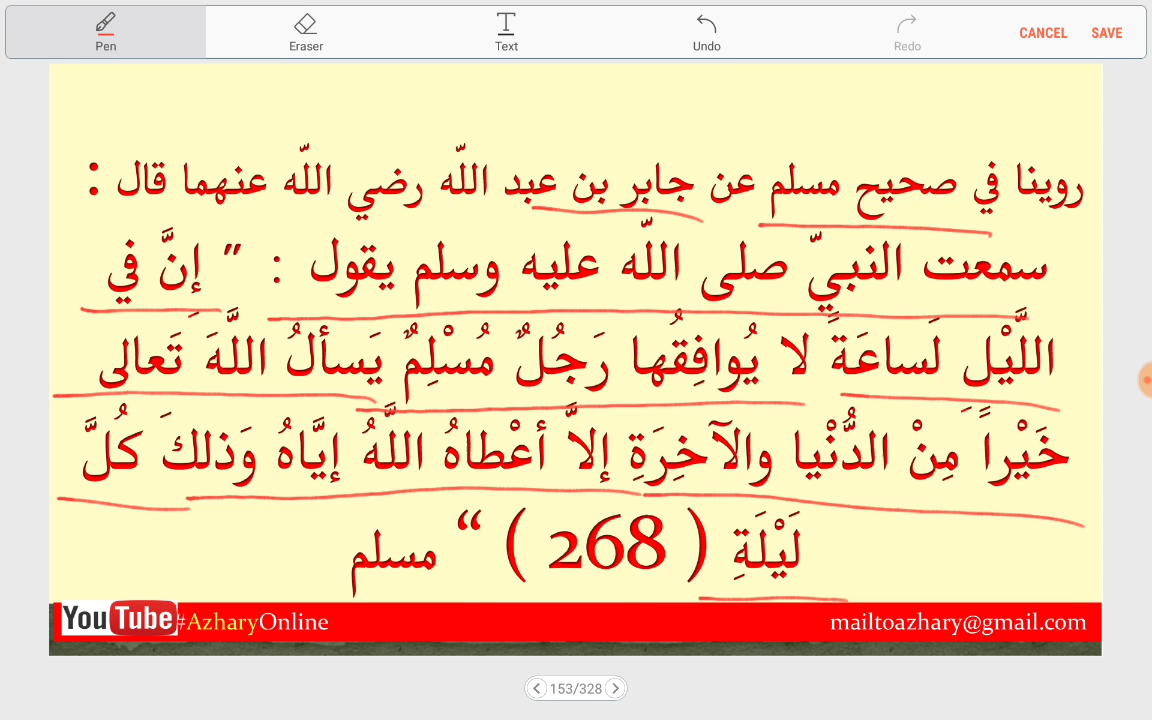 Pen
Eraser
Text
Undo
Redo
CANCEL
SAVE
روينا في صحيح مسلم عن جابر بن عبد اللّه رضي اللّه عنهما قال :
سمعت النبيّ صلى اللّه عليه وسلم يقول : " إنَّ في
اللَّيْلِ لَساعَةً لا يُوافِقُها رَجُلٌ مُسْلِمٌ يَسألُ اللَّهَ تَعالى
خَيْراً مِنْ الدُّنْيا والآخِرَةِ إلاَّ أعْطاهُ اللَّهُ إيَّاهُ وَذلكَ كُلَّ
لَيْلَةِ ( 268 ) “ مسلم
YouTube #AzharyOnline
mailtoazhary@gmail.com
153/328